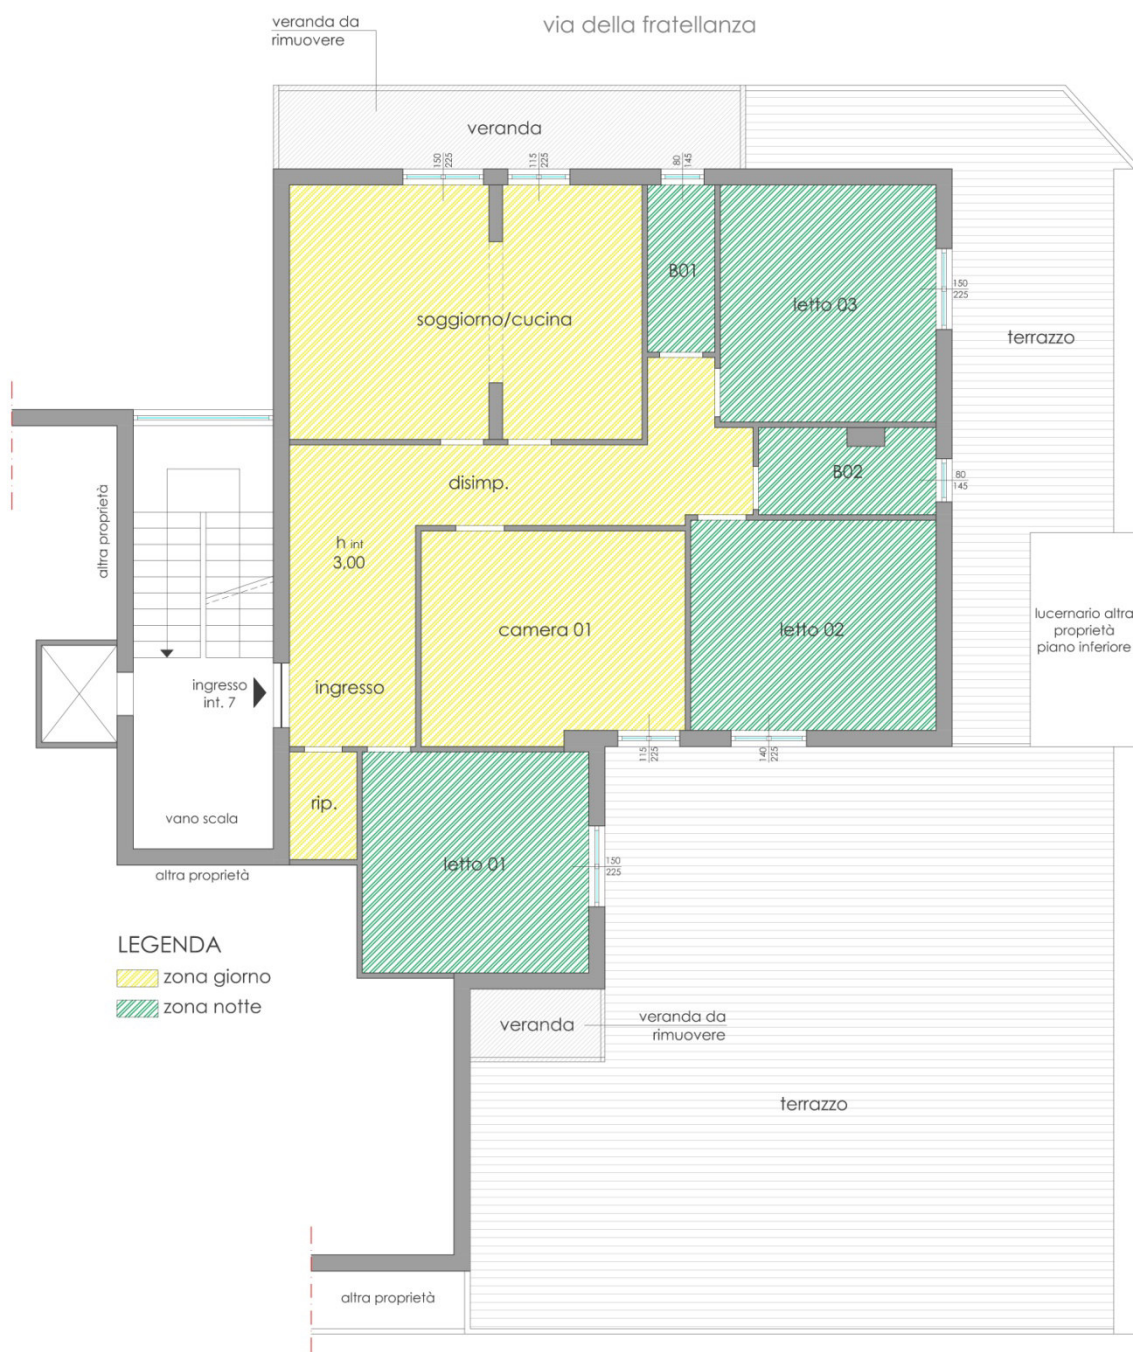 via della fratellanza
veranda da
rimuovere
veranda
150
225
115
225
80
145
B01
letto 03
150
225
soggiorno/cucina
terrazzo
B02
80
145
disimp.
altra proprietà
h int
3,00
camera 01
letto 02
lucernario altra
proprietà
piano inferiore
ingresso
int. 7
ingresso
115
225
140
225
rip.
vano scala
letto 01
150
225
altra proprietà
LEGENDA
zona giorno
zona notte
veranda
veranda da
rimuovere
terrazzo
altra proprietà